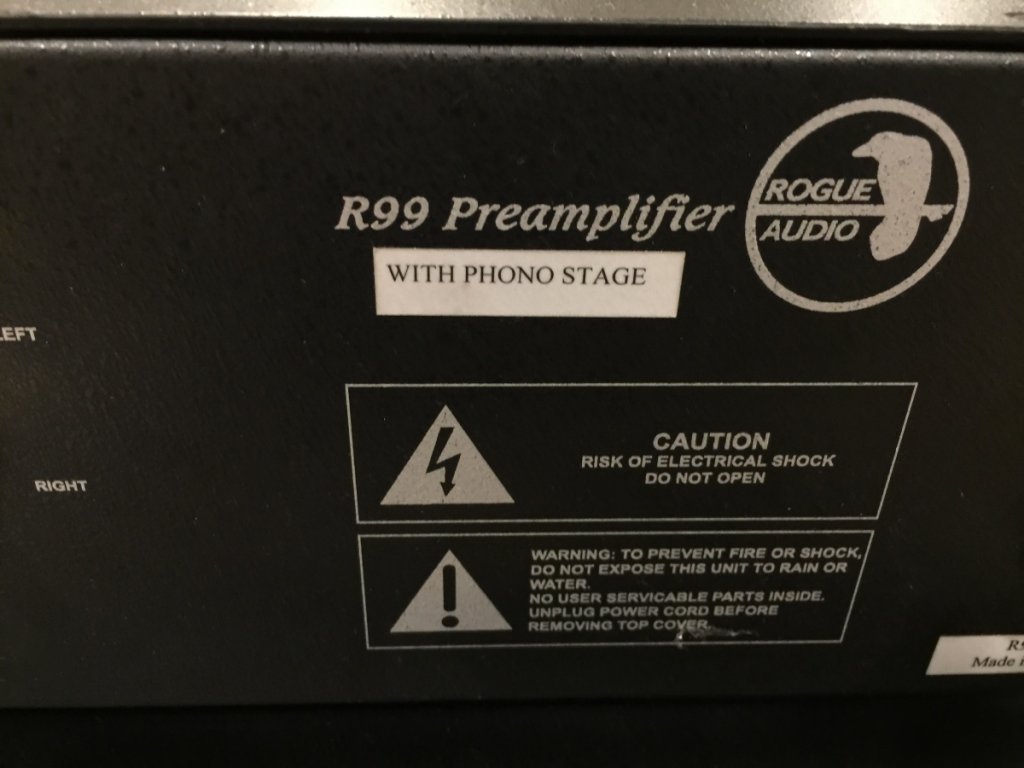 R99 Preamplifier
ROGUE
AUDIO
WITH PHONO STAGE
LEFT
RIGHT
CAUTION
RISK OF ELECTRICAL SHOCK
DO NOT OPEN
WARNING: TO PREVENT FIRE OR SHOCK,
DO NOT EXPOSE THIS UNIT TO RAIN OR
WATER.
NO USER SERVICABLE PARTS INSIDE.
UNPLUG POWER CORD BEFORE
REMOVING TOP COVER.
Made